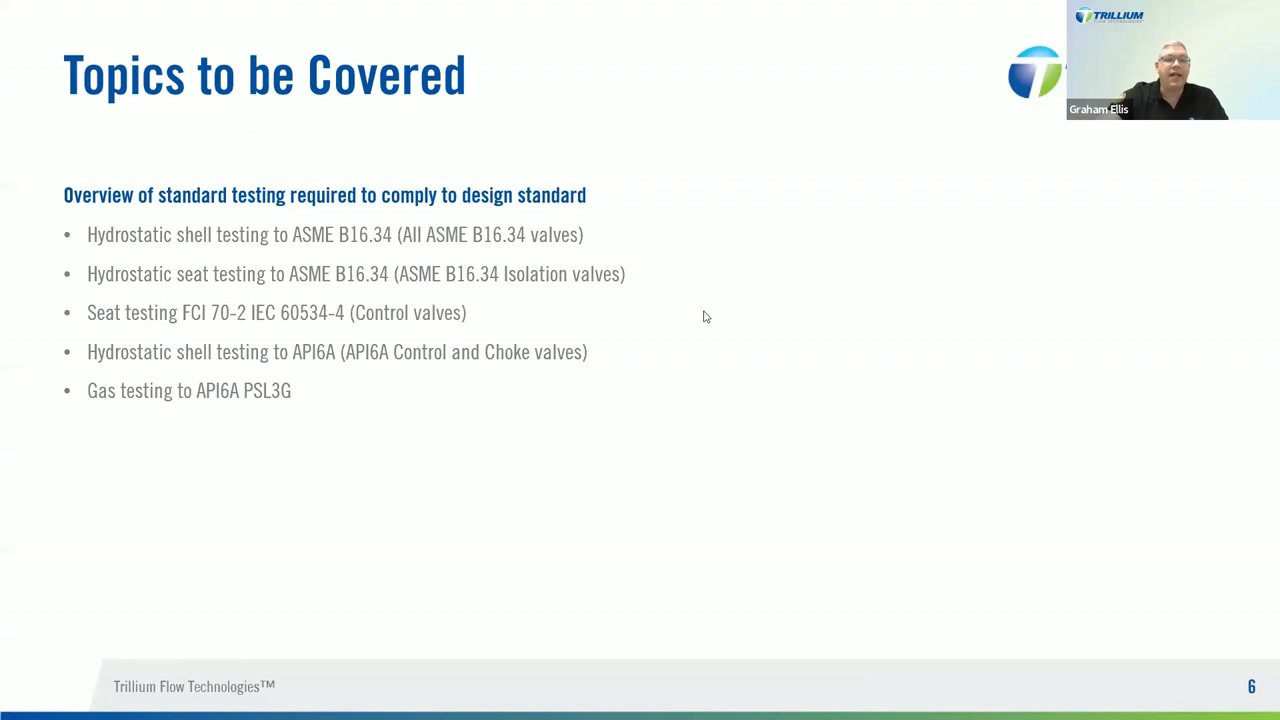 TRILLIUM
FLOW TECHNOLOGIES
Topics to be Covered
Graham Ellis
Overview of standard testing required to comply to design standard
• Hydrostatic shell testing to ASME B16.34 (All ASME B16.34 valves)
• Hydrostatic seat testing to ASME B16.34 (ASME B16.34 Isolation valves)
• Seat testing FCI 70-2 IEC 60534-4 (Control valves)
• Hydrostatic shell testing to API6A (API6A Control and Choke valves)
• Gas testing to API6A PSL3G
Trillium Flow Technologies™
6